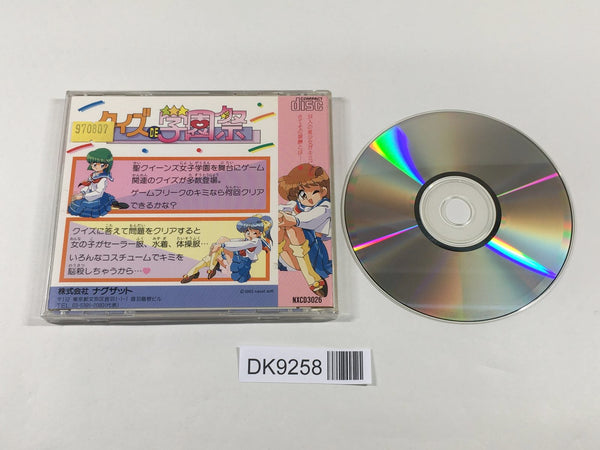 970807
クイズDE学園祭
COMPACT
disc
聖クイーンズ女子学園を舞台にゲーム
関連のクイズが多数登場。
ゲームフリークのキミなら何回クリア
できるかな?
クイズに答えて問題をクリアすると
女の子がセーラー服、水着、体操服…
いろんなコスチュームでキミを
悩殺しちゃうから…♥
株式会社 ナグザット
NXCD3026
DK9258